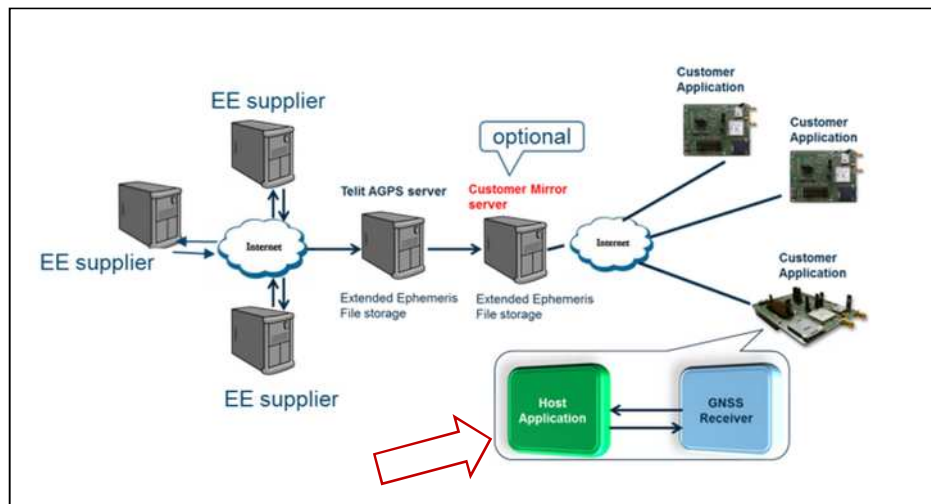 EE supplier
optional
Customer
Application
Customer
Application
Telit AGPS server
Customer Mirror
server
Internet
Internet
EE supplier
Customer
Application
Extended Ephemeris
File storage
Extended Ephemeris
File storage
EE supplier
Host
Application
GNSS
Receiver